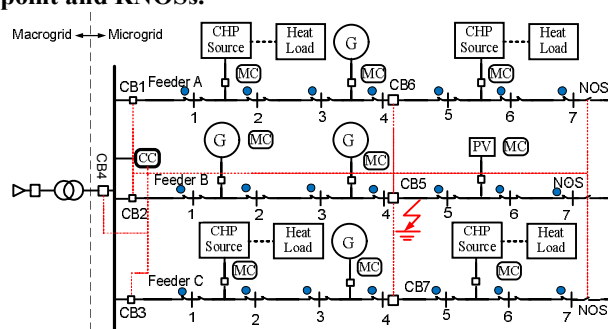 point and RNOSs.
Macrogrid Microgrid
CHP Source Heat Load G CHP Source Heat Load
MC MC MC
CB1 Feeder A CB6 NOS
1 2 3 4 5 6 7
G MC G MC PV MC
CC
CB4
Feeder B CB5 NOS
CB2
1 2 3 4 5 6 7
CHP Source Heat Load G CHP Source Heat Load
MC MC MC
Feeder C CB7
CB3 NOS
1 2 3 4 5 6 7